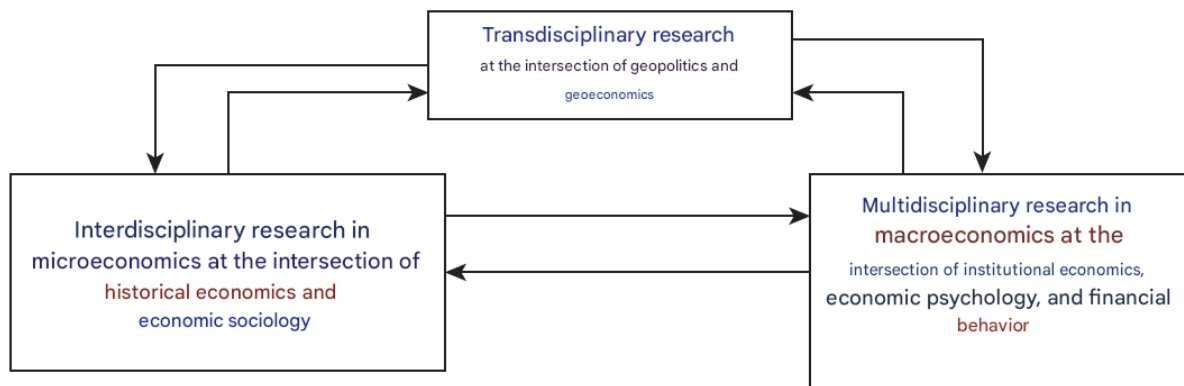 Transdisciplinary research
at the intersection of geopolitics and
geoeconomics
Interdisciplinary research in
microeconomics at the intersection of
historical economics and
economic sociology
Multidisciplinary research in
macroeconomics at the
intersection of institutional economics,
economic psychology, and financial
behavior